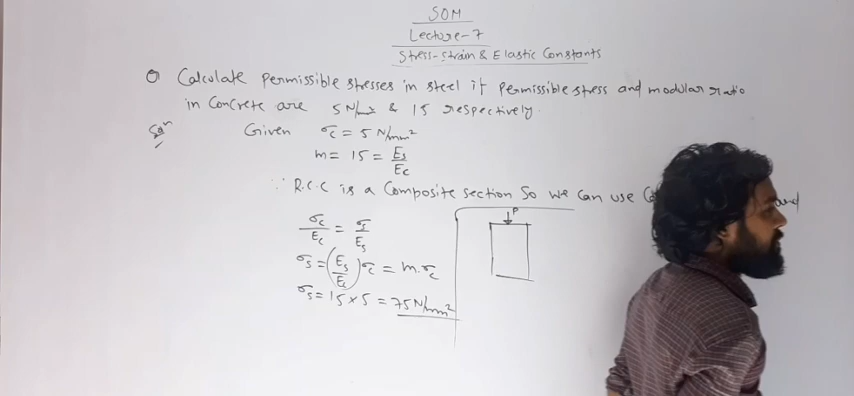 SOM
Lecture-7
Stress-strain & Elastic Constants
Q Calculate permissible stresses in steel if permissible stress and modular ratio
in concrete are 5 N/mm² & 15 respectively.
Solⁿ Given σc = 5 N/mm²
m = 15 = Es/Ec
∵ R.C.C is a composite section so we can use and
σc/Ec = σs/Es
σs = (Es/Ec)σc = m.σc
σs = 15 × 5 = 75 N/mm²
P